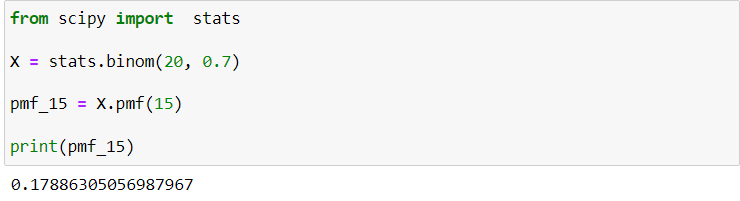 from scipy import  stats
X = stats.binom(20, 0.7)
pmf_15 = X.pmf(15)
print(pmf_15)
0.17886305056987967